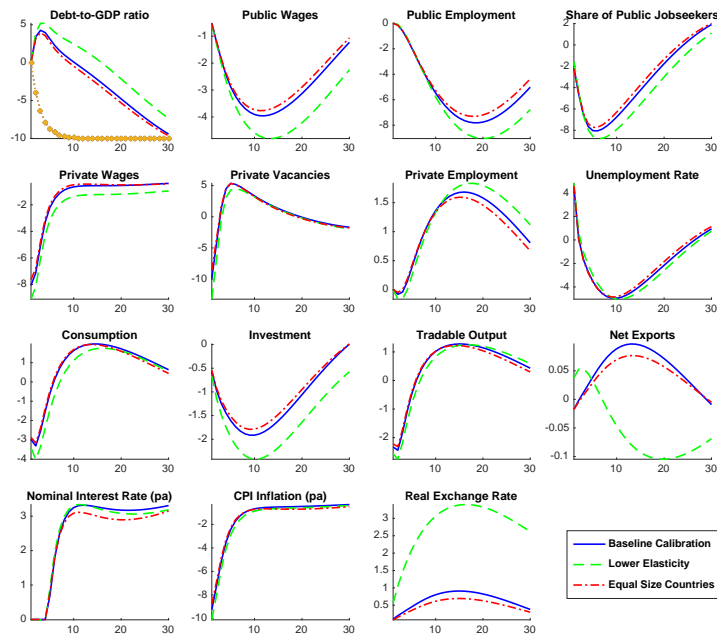 Debt-to-GDP ratio
Public Wages
Public Employment
Share of Public Jobseekers
5
0
-5
-10
10 20 30
-1
-2
-3
-4
10 20 30
0
-2
-4
-6
-8
10 20 30
2
0
-2
-4
-6
-8
10 20 30
Private Wages
Private Vacancies
Private Employment
Unemployment Rate
-2
-4
-6
-8
10 20 30
5
0
-5
-10
10 20 30
1.5
1
0.5
0
10 20 30
4
2
0
-2
-4
10 20 30
Consumption
Investment
Tradable Output
Net Exports
1
0
-1
-2
-3
-4
10 20 30
0
-0.5
-1
-1.5
-2
10 20 30
1
0
-1
-2
10 20 30
0.05
0
-0.05
-0.1
10 20 30
Nominal Interest Rate (pa)
CPI Inflation (pa)
Real Exchange Rate
3
2
1
0
10 20 30
-2
-4
-6
-8
-10
10 20 30
3
2.5
2
1.5
1
0.5
10 20 30
Baseline Calibration
Lower Elasticity
Equal Size Countries